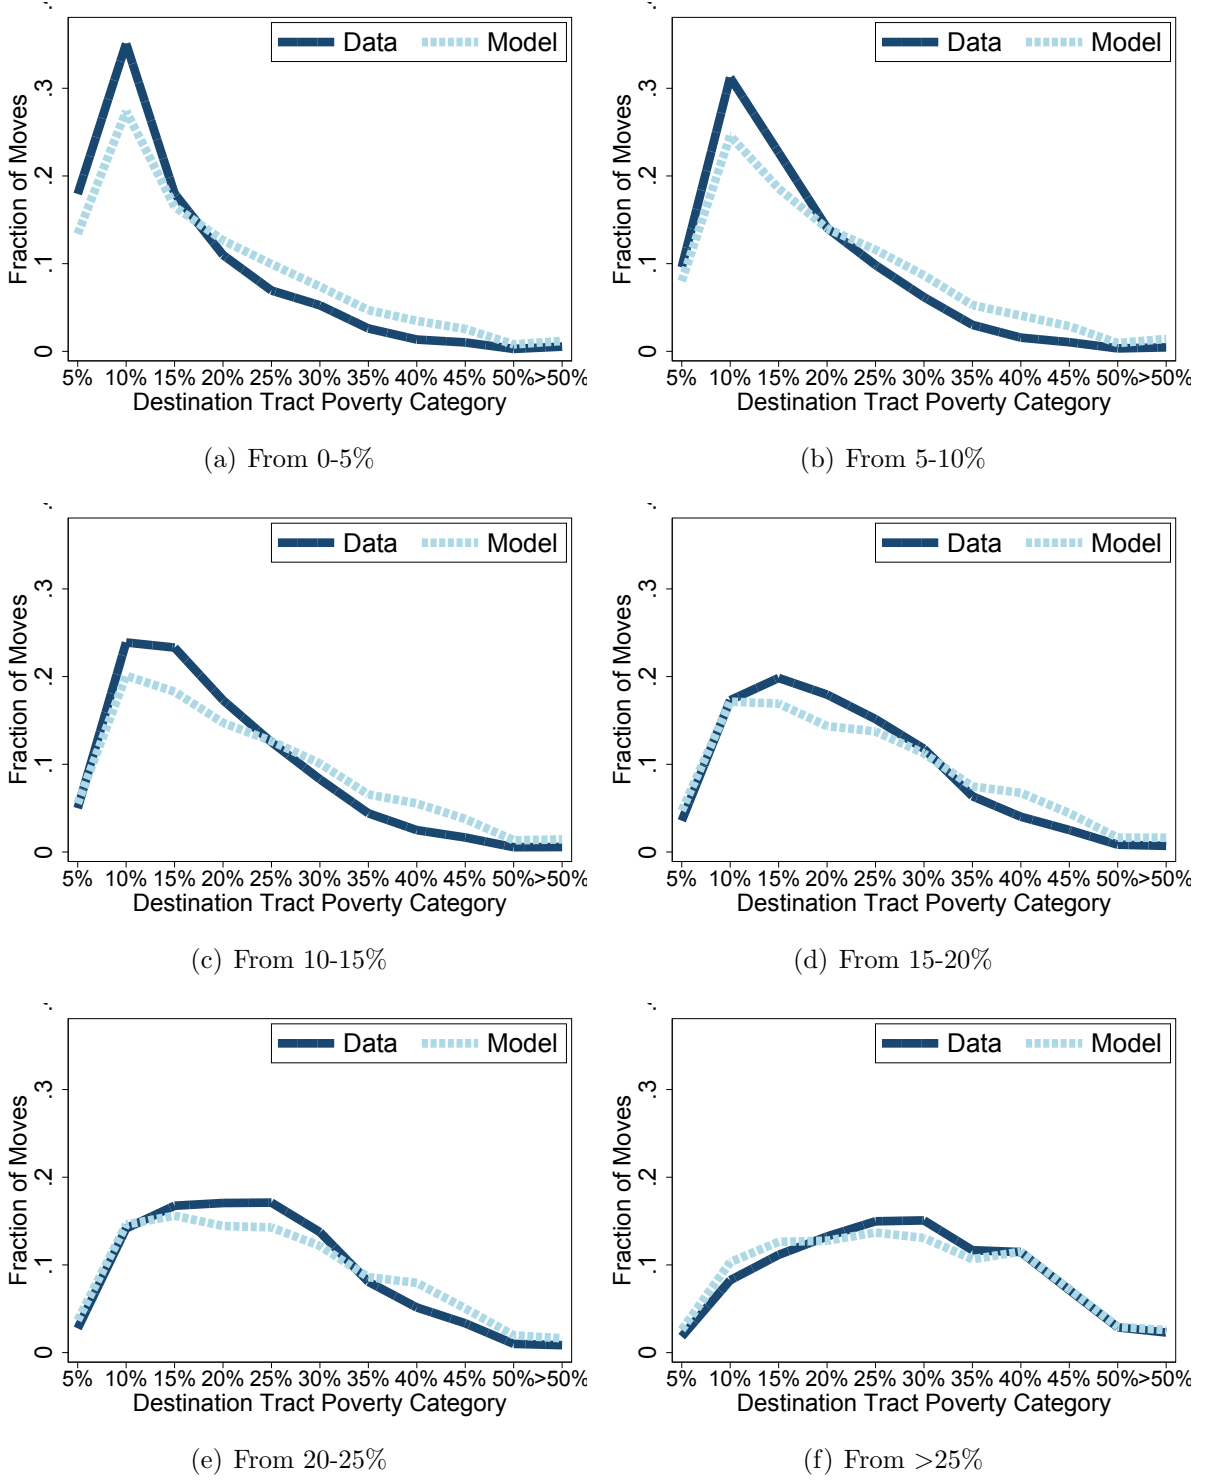 Data Model
Fraction of Moves
.3
.2
.1
0
5% 10% 15% 20% 25% 30% 35% 40% 45% 50% >50%
Destination Tract Poverty Category
(a) From 0-5%
Data Model
Fraction of Moves
.3
.2
.1
0
5% 10% 15% 20% 25% 30% 35% 40% 45% 50% >50%
Destination Tract Poverty Category
(b) From 5-10%
Data Model
Fraction of Moves
.3
.2
.1
0
5% 10% 15% 20% 25% 30% 35% 40% 45% 50% >50%
Destination Tract Poverty Category
(c) From 10-15%
Data Model
Fraction of Moves
.3
.2
.1
0
5% 10% 15% 20% 25% 30% 35% 40% 45% 50% >50%
Destination Tract Poverty Category
(d) From 15-20%
Data Model
Fraction of Moves
.3
.2
.1
0
5% 10% 15% 20% 25% 30% 35% 40% 45% 50% >50%
Destination Tract Poverty Category
(e) From 20-25%
Data Model
Fraction of Moves
.3
.2
.1
0
5% 10% 15% 20% 25% 30% 35% 40% 45% 50% >50%
Destination Tract Poverty Category
(f) From >25%